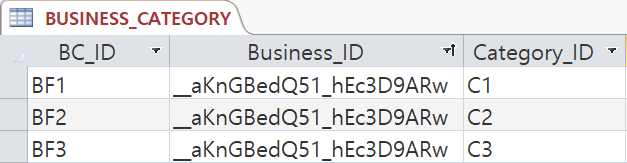 BUSINESS_CATEGORY
BC_ID Business_ID Category_ID
BF1 __aKnGBedQ51_hEc3D9ARw C1
BF2 __aKnGBedQ51_hEc3D9ARw C2
BF3 __aKnGBedQ51_hEc3D9ARw C3